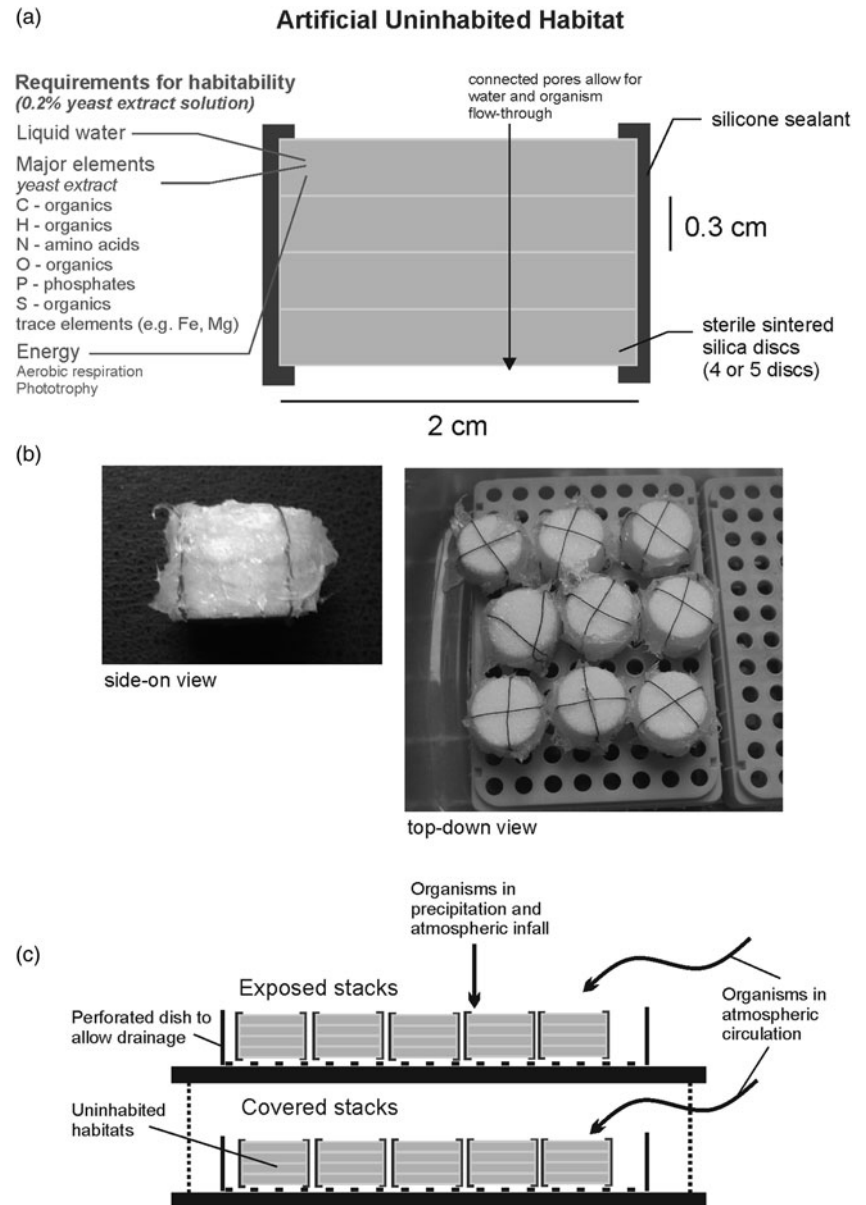 (a)
Artificial Uninhabited Habitat
Requirements for habitability
(0.2% yeast extract solution)
Liquid water
Major elements
yeast extract
C - organics
H - organics
N - amino acids
O - organics
P - phosphates
S - organics
trace elements (e.g. Fe, Mg)
Energy
Aerobic respiration
Phototrophy
connected pores allow for
water and organism
flow-through
silicone sealant
0.3 cm
sterile sintered
silica discs
(4 or 5 discs)
2 cm
(b)
side-on view
top-down view
(c)
Organisms in
precipitation and
atmospheric infall
Exposed stacks
Perforated dish to
allow drainage
Organisms in
atmospheric
circulation
Covered stacks
Uninhabited
habitats